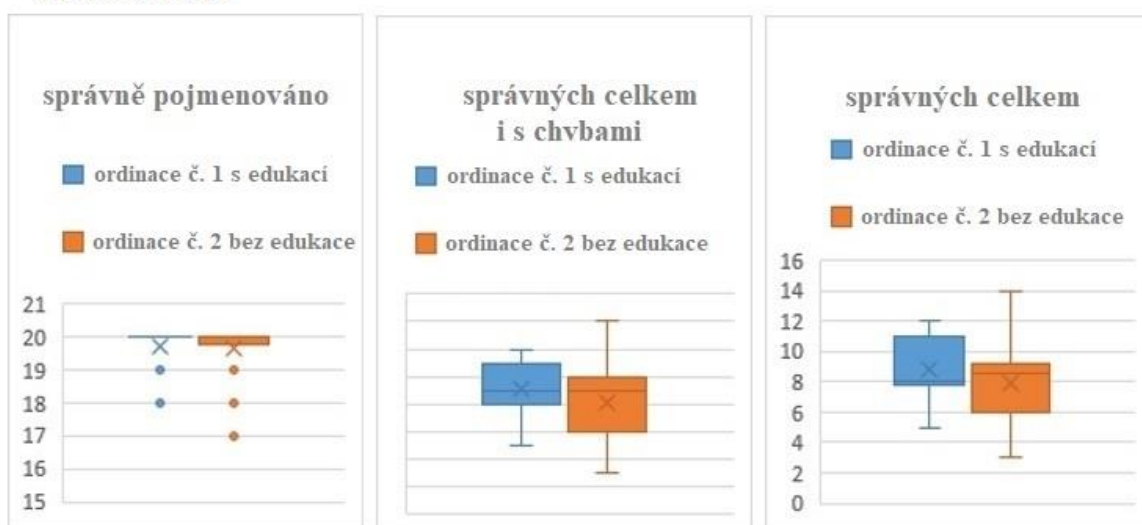 správně pojmenováno
ordinace č. 1 s edukací
ordinace č. 2 bez edukace
21
20
19
18
17
16
15
správných celkem
i s chvbami
ordinace č. 1 s edukací
ordinace č. 2 bez edukace
správných celkem
ordinace č. 1 s edukací
ordinace č. 2 bez edukace
16
14
12
10
8
6
4
2
0